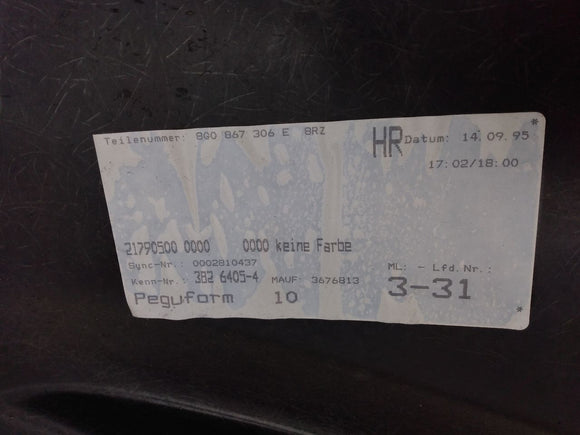 Teilenummer: 8G0 867 306 E 8RZ
HR Datum: 14.09.95
17:02/18:00
21790500 0000 0000 keine Farbe
Sync-Nr.: 0002810437
Kenn-Nr.: 382 6405-4 MAUF: 3676813
ML: - Lfd.Nr.:
Peguform 10 3-31